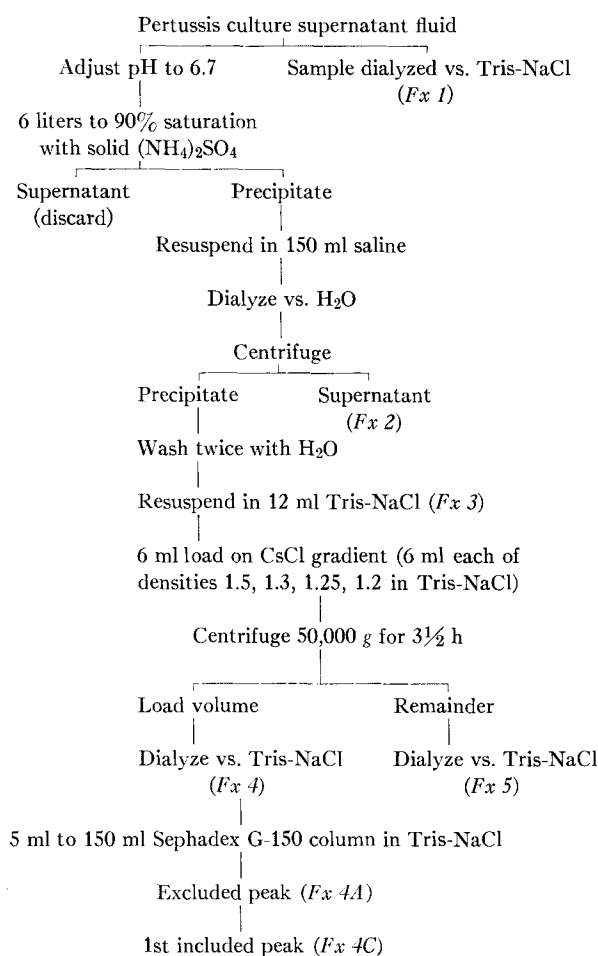 Pertussis culture supernatant fluid
Adjust pH to 6.7
Sample dialyzed vs. Tris-NaCl
(Fx 1)
6 liters to 90% saturation
with solid (NH4)2SO4
Supernatant
(discard)
Precipitate
Resuspend in 150 ml saline
Dialyze vs. H2O
Centrifuge
Precipitate
Supernatant
(Fx 2)
Wash twice with H2O
Resuspend in 12 ml Tris-NaCl (Fx 3)
6 ml load on CsCl gradient (6 ml each of
densities 1.5, 1.3, 1.25, 1.2 in Tris-NaCl)
Centrifuge 50,000 g for 3½ h
Load volume
Remainder
Dialyze vs. Tris-NaCl
(Fx 4)
Dialyze vs. Tris-NaCl
(Fx 5)
5 ml to 150 ml Sephadex G-150 column in Tris-NaCl
Excluded peak (Fx 4A)
1st included peak (Fx 4C)